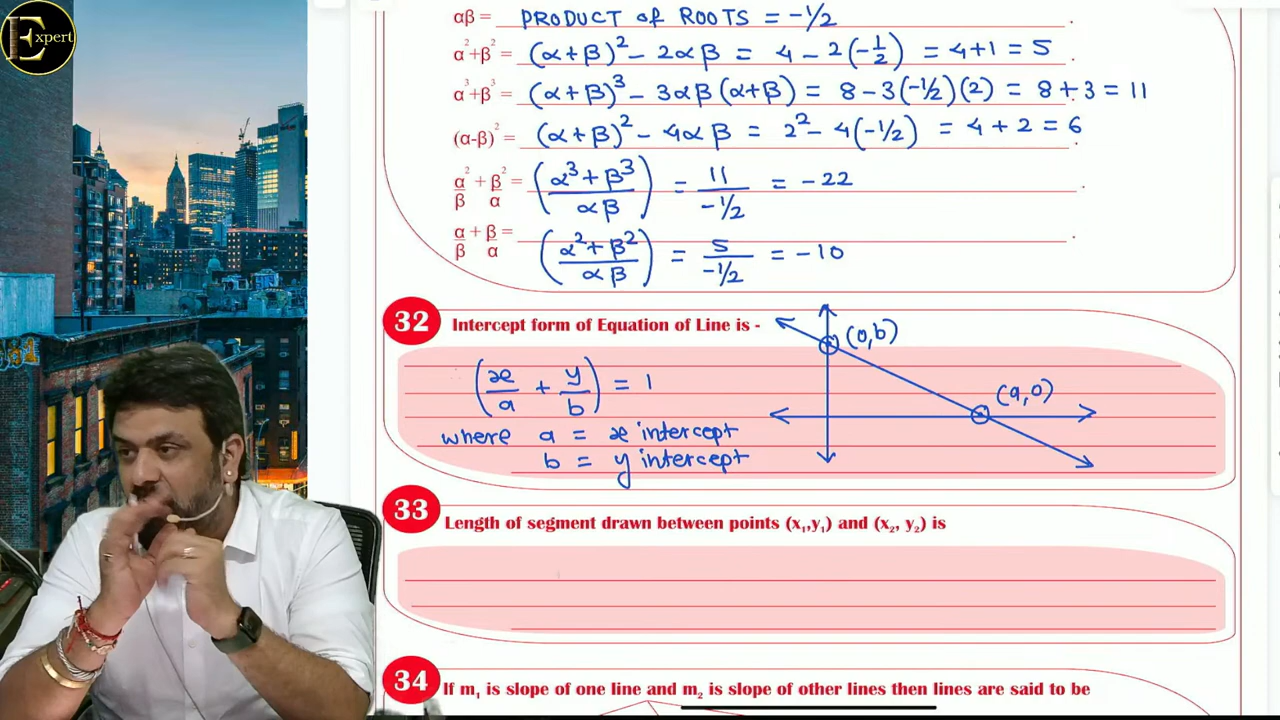 Expert
αβ = PRODUCT of ROOTS = -1/2 .
α²+β² = (α+β)² - 2αβ = 4 - 2(-1/2) = 4+1 = 5 .
α³+β³ = (α+β)³ - 3αβ(α+β) = 8 - 3(-1/2)(2) = 8+3 = 11
(α-β)² = (α+β)² - 4αβ = 2² - 4(-1/2) = 4+2 = 6
α²/β + β²/α = (α³+β³/αβ) = 11/-1/2 = -22 .
α/β + β/α = (α²+β²/αβ) = 5/-1/2 = -10 .
32 Intercept form of Equation of Line is -
(0,b)
(x/a + y/b) = 1
(a,0)
where a = x intercept
b = y intercept
33 Length of segment drawn between points (x₁,y₁) and (x₂, y₂) is
34 If m₁ is slope of one line and m₂ is slope of other lines then lines are said to be